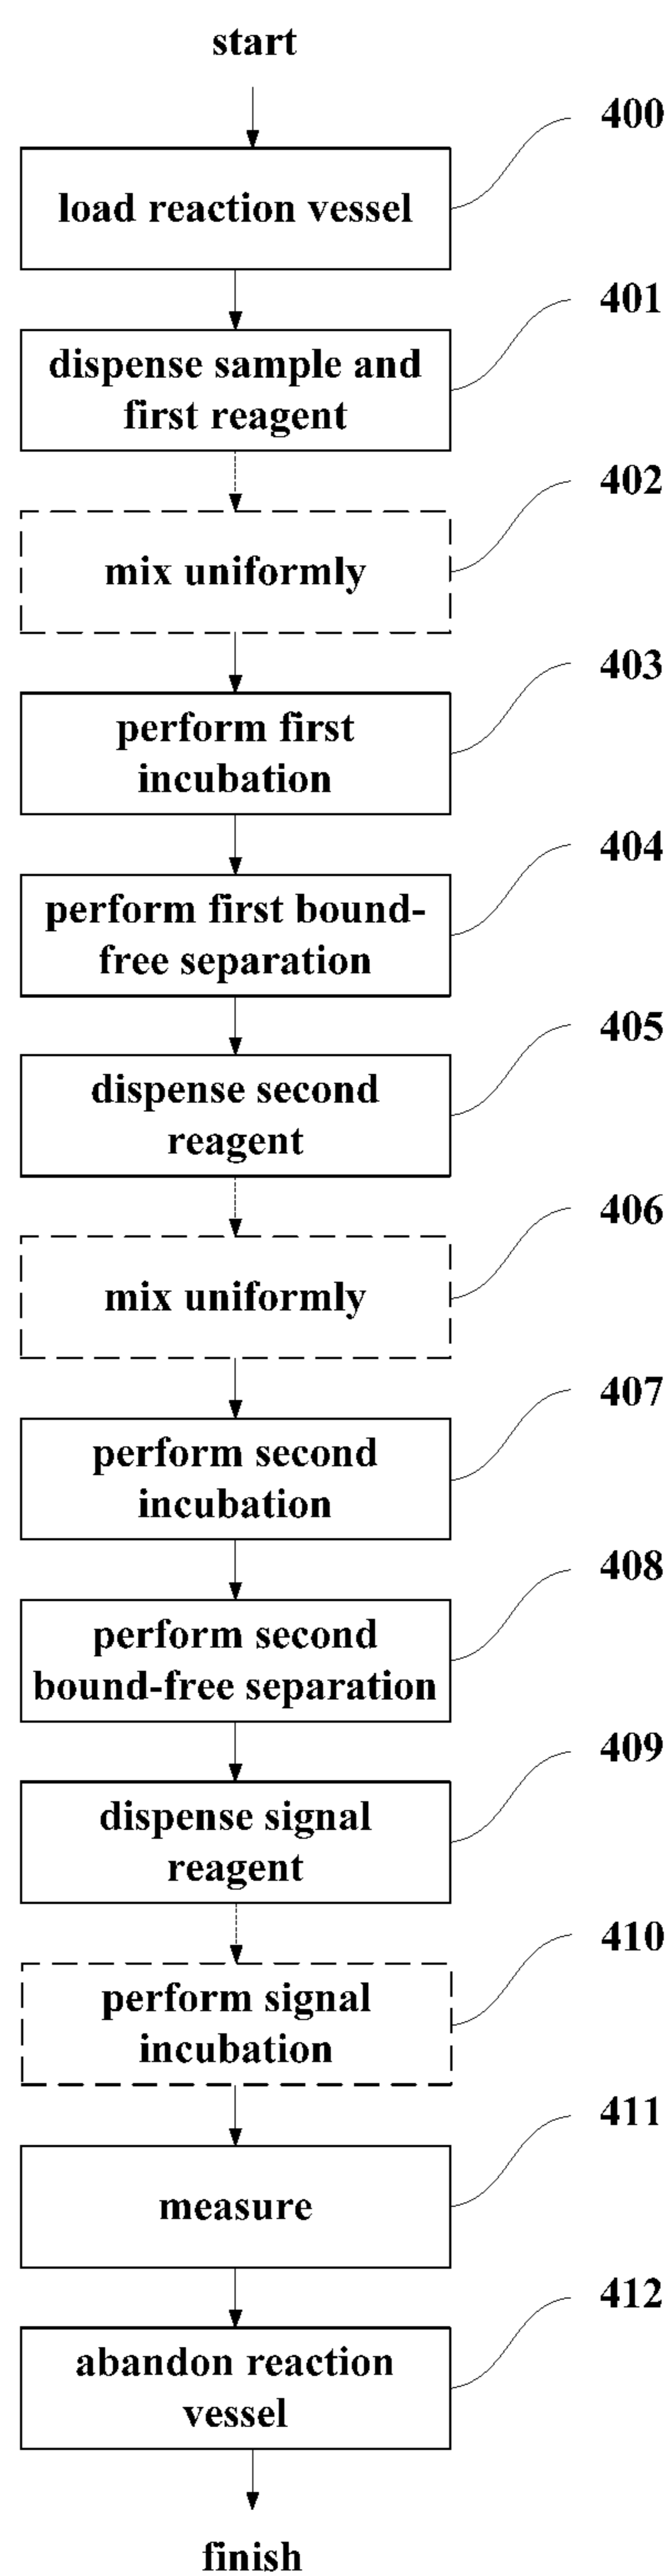 start
400
load reaction vessel
401
dispense sample and
first reagent
402
mix uniformly
403
perform first
incubation
404
perform first bound-
free separation
405
dispense second
reagent
406
mix uniformly
407
perform second
incubation
408
perform second
bound-free separation
409
dispense signal
reagent
410
perform signal
incubation
411
measure
412
abandon reaction
vessel
finish